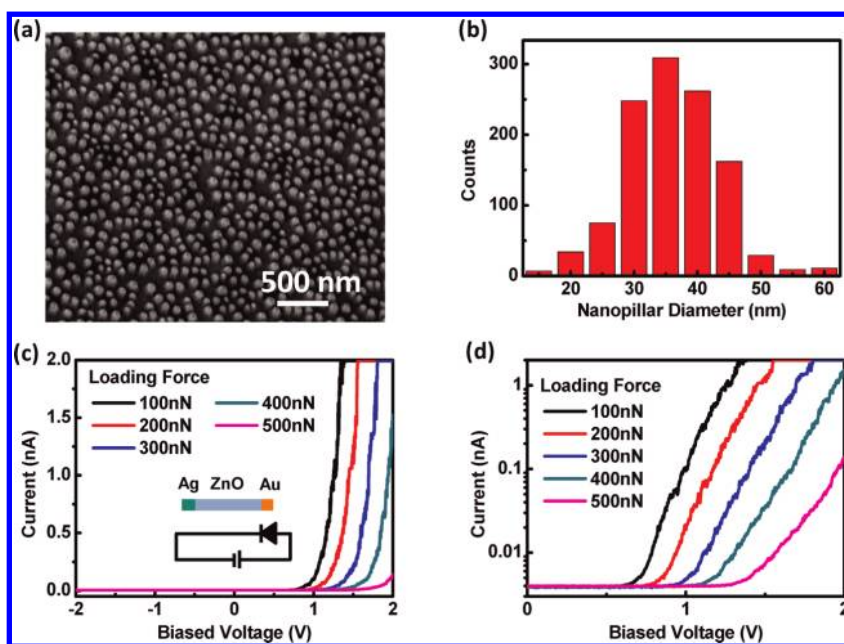 (a)
500 nm
(b)
300
200
100
0
Counts
20 30 40 50 60
Nanopillar Diameter (nm)
(c)
2.0
1.5
1.0
0.5
0.0
Currrent (nA)
Loading Force
100nN 400nN
200nN 500nN
300nN
Ag ZnO Au
-2 -1 0 1 2
Biased Voltage (V)
(d)
1
0.1
0.01
Currrent (nA)
Loading Force
100nN
200nN
300nN
400nN
500nN
0 1 2
Biased Voltage (V)